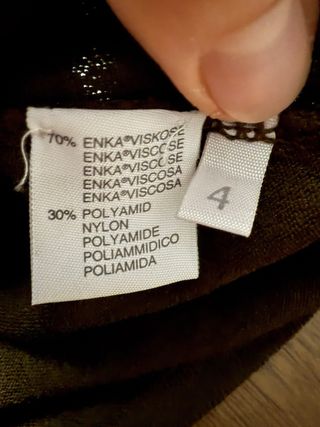 70% ENKA®VISKOSE
ENKA®VISCOSE
ENKA®VISCOSE
ENKA®VISCOSA
ENKA®VISCOSA
30% POLYAMID
NYLON
POLYAMIDE
POLIAMMIDICO
POLIAMIDA
4